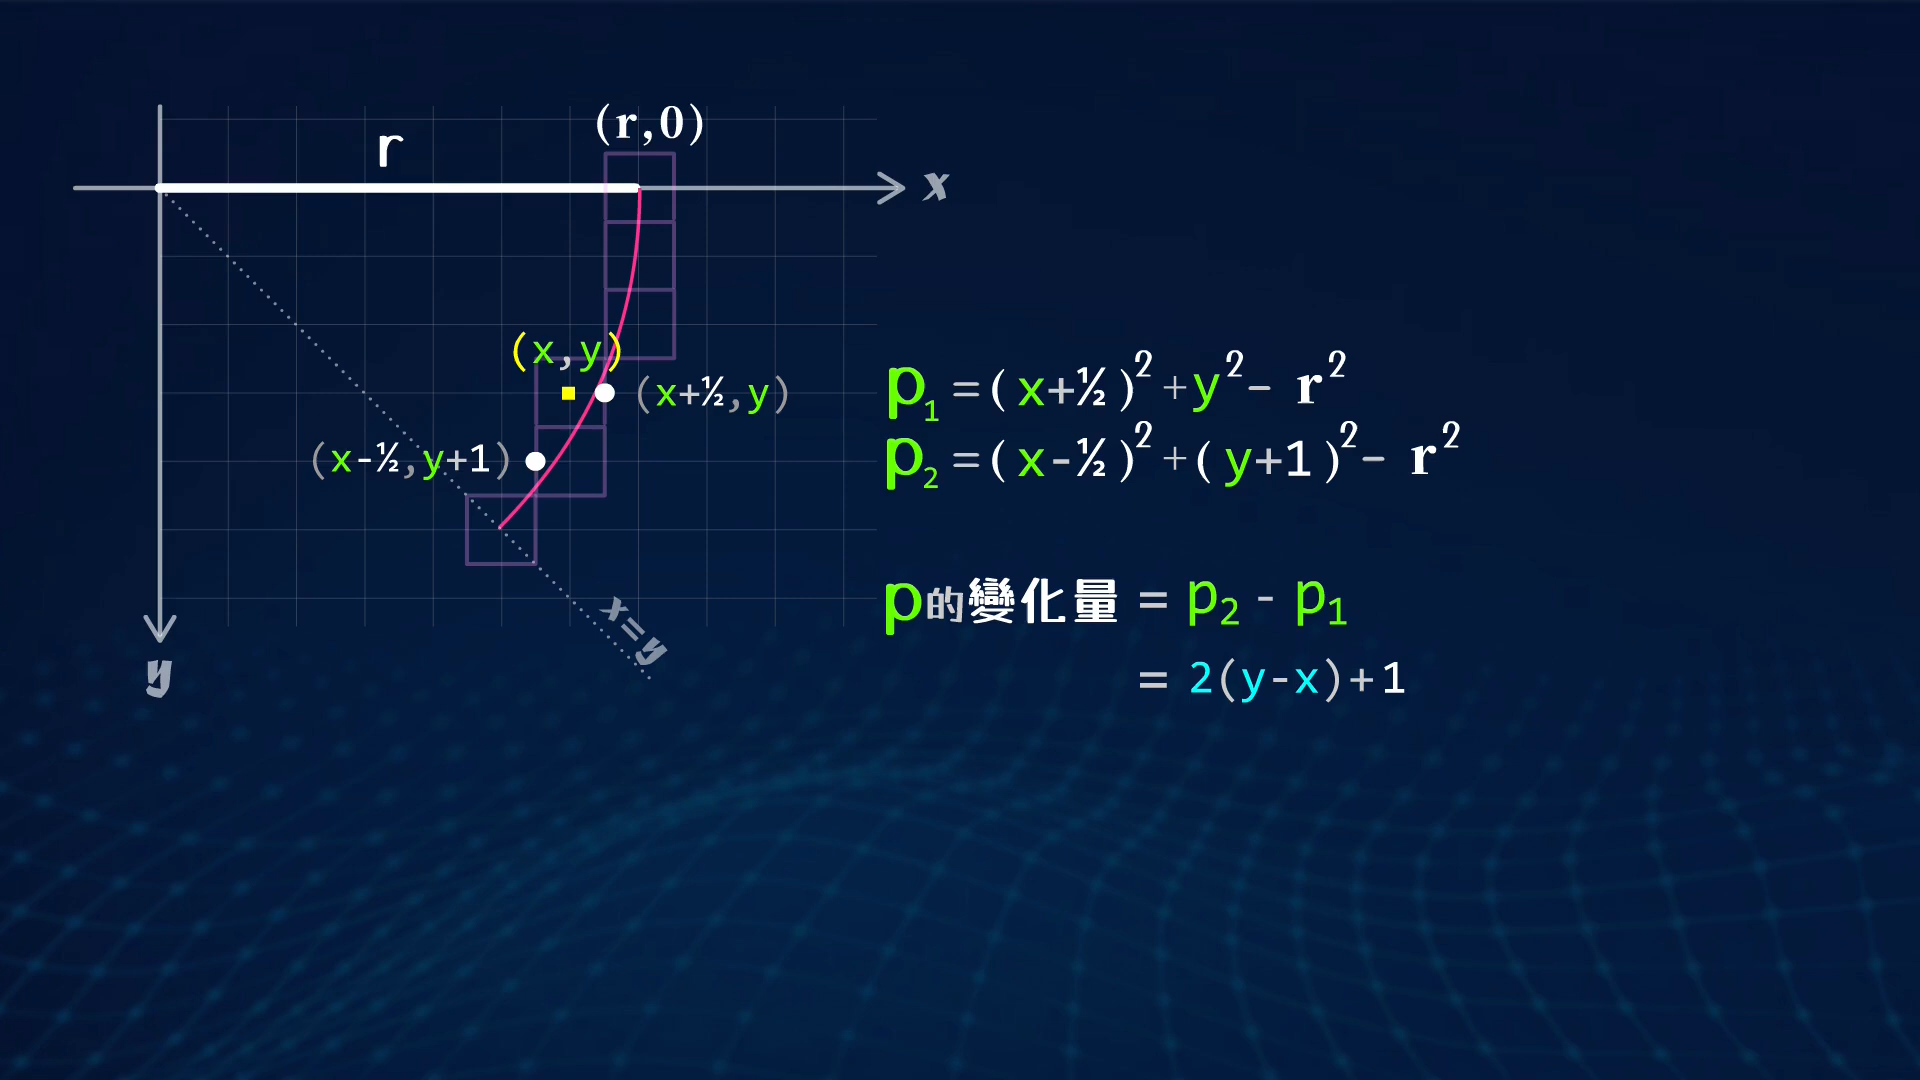 (r,0)
r
x
(x,y)
(x+½,y)
(x-½,y+1)
x=y
y
p₁ =(x+½)²+y²- r²
p₂ =(x-½)²+(y+1)²- r²
p的變化量 = p₂ - p₁
= 2(y-x)+1